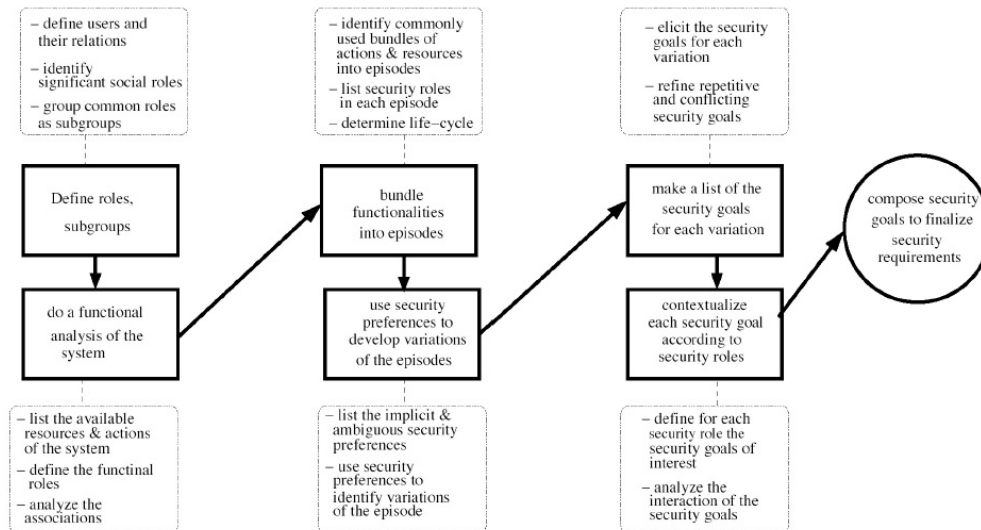 – define users and
their relations
– identify
significant social roles
– group common roles
as subgroups
– identify commonly
used bundles of
actions & resources
into episodes
– list security roles
in each episode
– determine life–cycle
– elicit the security
goals for each
variation
– refine repetitive
and conflicting
security goals
Define roles,
subgroups
bundle
functionalities
into episodes
make a list of the
security goals
for each variation
compose security
goals to finalize
security
requirements
do a functional
analysis of the
system
use security
preferences to
develop variations
of the episodes
contextualize
each security goal
according to
security roles
– list the available
resources & actions
of the system
– define the functinal
roles
– analyze the
associations
– list the implicit &
ambiguous security
preferences
– use security
preferences to
identify variations
of the episode
– define for each
security role the
security goals of
interest
– analyze the
interaction of the
security goals